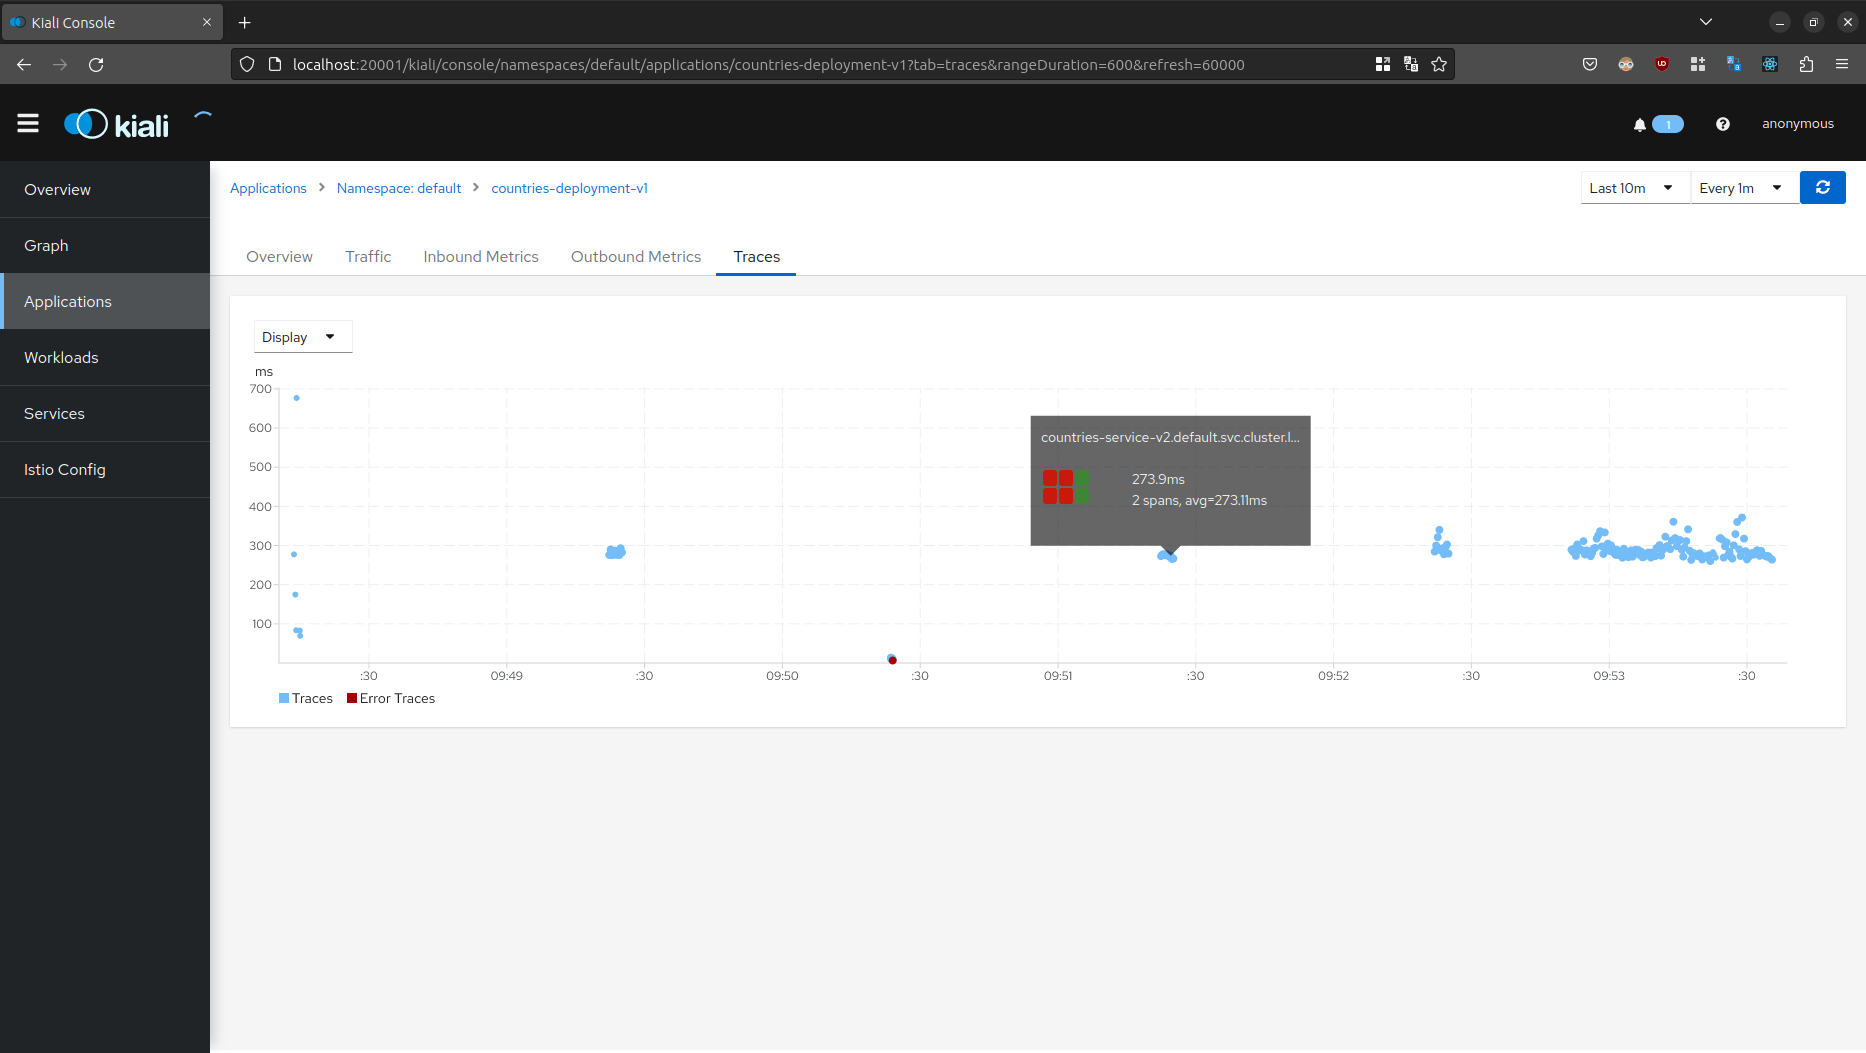 Kiali Console
localhost:20001/kiali/console/namespaces/default/applications/countries-deployment-v1?tab=traces&rangeDuration=600&refresh=60000
kiali
1
anonymous
Overview
Graph
Applications
Workloads
Services
Istio Config
Applications > Namespace: default > countries-deployment-v1
Last 10m
Every 1m
Overview Traffic Inbound Metrics Outbound Metrics Traces
Display
ms
700
600
500
400
300
200
100
countries-service-v2.default.svc.cluster.l...
273.9ms
2 spans, avg=273.11ms
:30 09:49 :30 09:50 :30 09:51 :30 09:52 :30 09:53 :30
Traces Error Traces